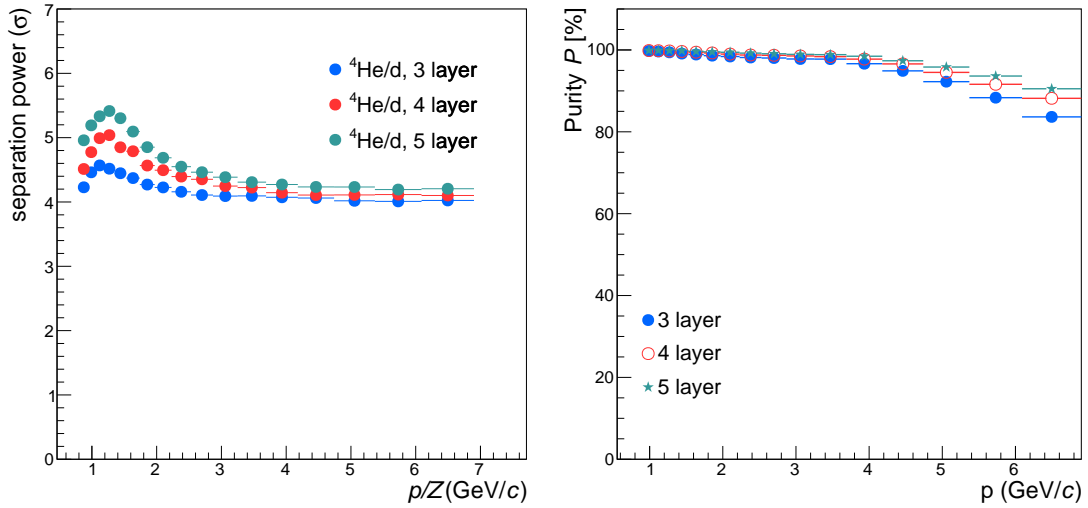 separation power (σ)
7
6
5
4
3
2
1
0
⁴He/d, 3 layer
⁴He/d, 4 layer
⁴He/d, 5 layer
1 2 3 4 5 6 7
p/Z(GeV/c)
Purity P [%]
100
80
60
40
20
0
3 layer
4 layer
5 layer
1 2 3 4 5 6
p (GeV/c)